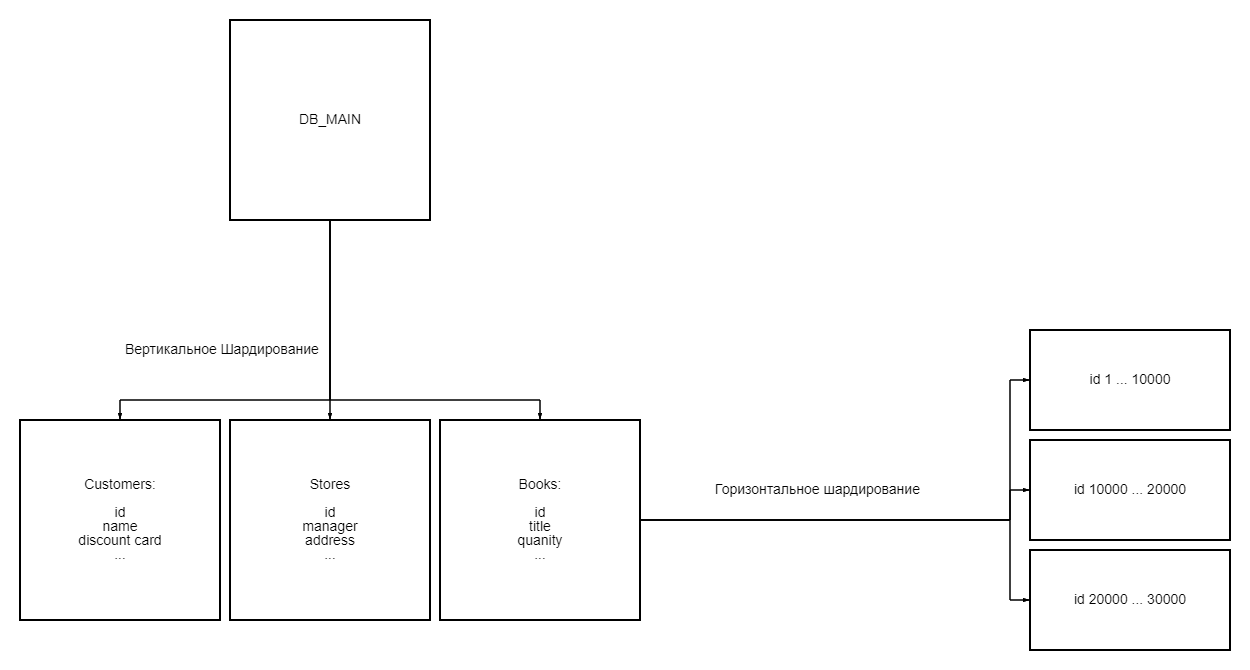 DB_MAIN
Вертикальное Шардирование
Customers:
id
name
discount card
...
Stores
id
manager
address
...
Books:
id
title
quanity
...
Горизонтальное шардирование
id 1 ... 10000
id 10000 ... 20000
id 20000 ... 30000